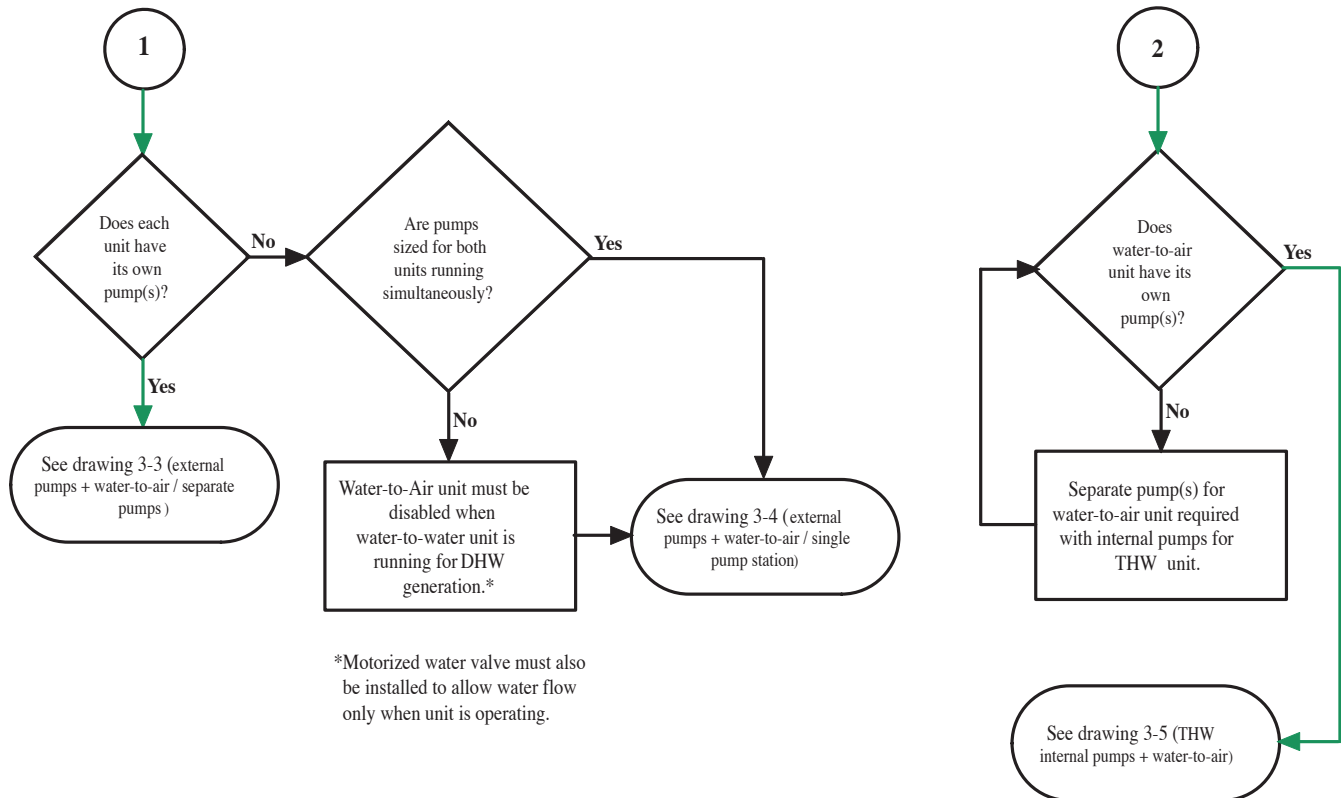 1
Does each
unit have
its own
pump(s)?
No
Yes
See drawing 3-3 (external
pumps + water-to-air / separate
pumps )
Are pumps
sized for both
units running
simultaneously?
Yes
No
Water-to-Air unit must be
disabled when
water-to-water unit is
running for DHW
generation.*
See drawing 3-4 (external
pumps + water-to-air / single
pump station)
*Motorized water valve must also
be installed to allow water flow
only when unit is operating.
2
Does
water-to-air
unit have its
own
pump(s)?
Yes
No
Separate pump(s) for
water-to-air unit required
with internal pumps for
THW unit.
See drawing 3-5 (THW
internal pumps + water-to-air)